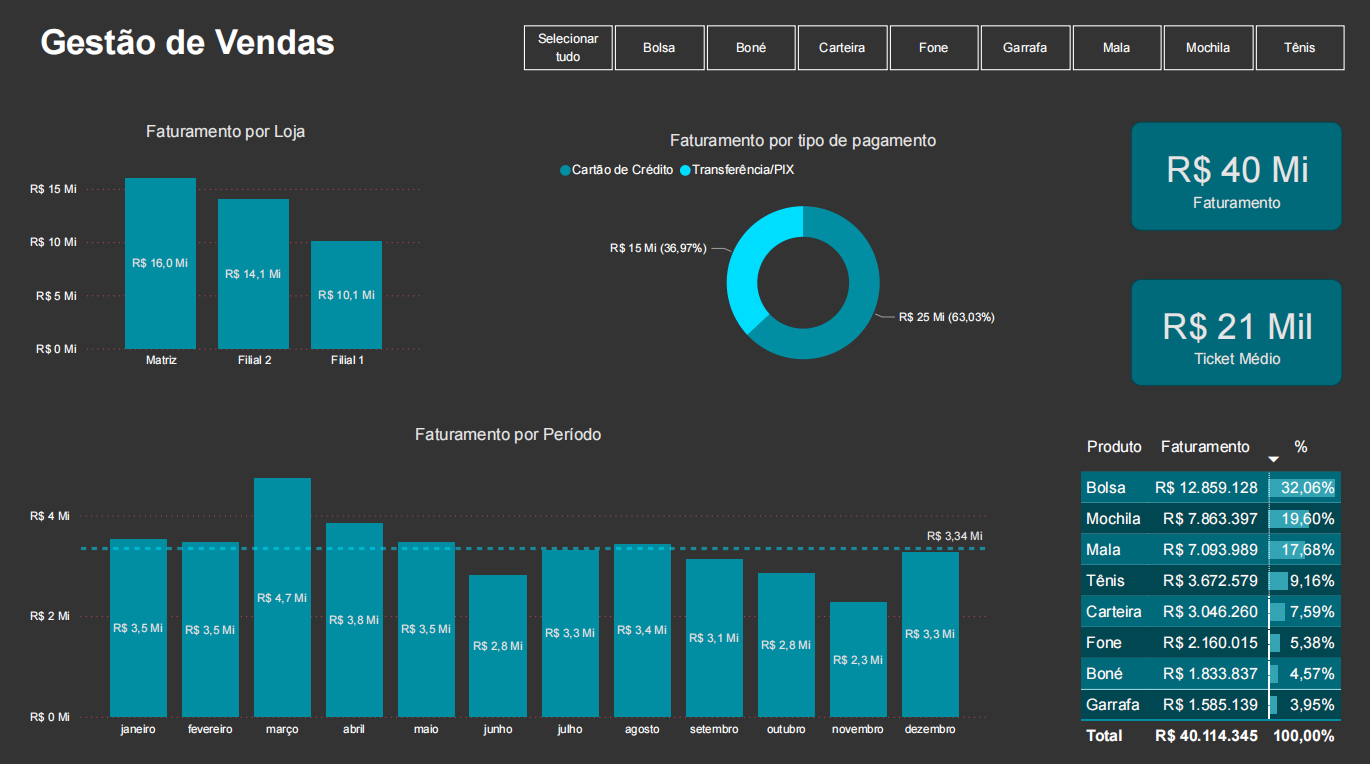 Gestão de Vendas
Selecionar
tudo
Bolsa
Boné
Carteira
Fone
Garrafa
Mala
Mochila
Tênis
Faturamento por Loja
R$ 15 Mi
R$ 10 Mi
R$ 5 Mi
R$ 0 Mi
R$ 16,0 Mi
R$ 14,1 Mi
R$ 10,1 Mi
Matriz
Filial 2
Filial 1
Faturamento por tipo de pagamento
Cartão de Crédito
Transferência/PIX
R$ 15 Mi (36,97%)
R$ 25 Mi (63,03%)
R$ 40 Mi
Faturamento
R$ 21 Mil
Ticket Médio
Faturamento por Período
R$ 4 Mi
R$ 2 Mi
R$ 0 Mi
R$ 3,34 Mi
R$ 3,5 Mi
R$ 3,5 Mi
R$ 4,7 Mi
R$ 3,8 Mi
R$ 3,5 Mi
R$ 2,8 Mi
R$ 3,3 Mi
R$ 3,4 Mi
R$ 3,1 Mi
R$ 2,8 Mi
R$ 2,3 Mi
R$ 3,3 Mi
janeiro
fevereiro
março
abril
maio
junho
julho
agosto
setembro
outubro
novembro
dezembro
Produto Faturamento %
Bolsa R$ 12.859.128 32,06%
Mochila R$ 7.863.397 19,60%
Mala R$ 7.093.989 17,68%
Tênis R$ 3.672.579 9,16%
Carteira R$ 3.046.260 7,59%
Fone R$ 2.160.015 5,38%
Boné R$ 1.833.837 4,57%
Garrafa R$ 1.585.139 3,95%
Total R$ 40.114.345 100,00%